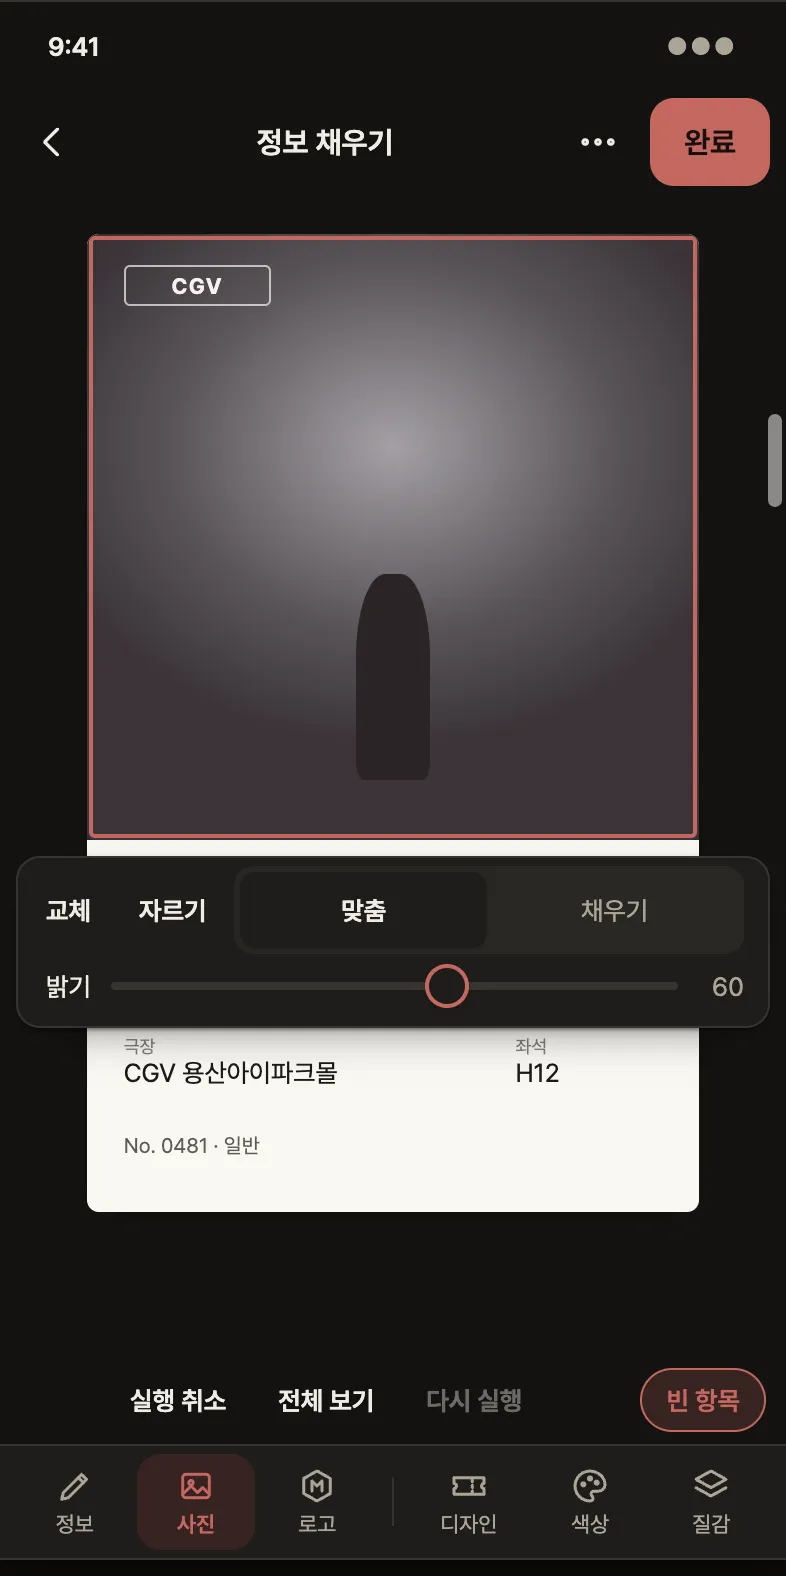 9:41
정보 채우기
완료
CGV
교체 자르기 맞춤 채우기
밝기 60
극장 좌석
CGV 용산아이파크몰 H12
No. 0481 · 일반
실행 취소 전체 보기 다시 실행 빈 항목
정보 사진 로고 디자인 색상 질감